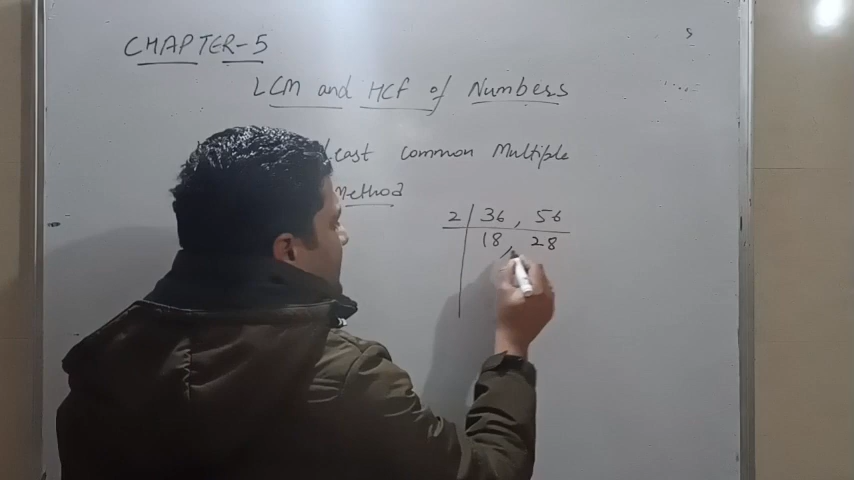 CHAPTER-5
LCM and HCF of Numbers
Least Common Multiple
Method
2 | 36, 56
18, 28